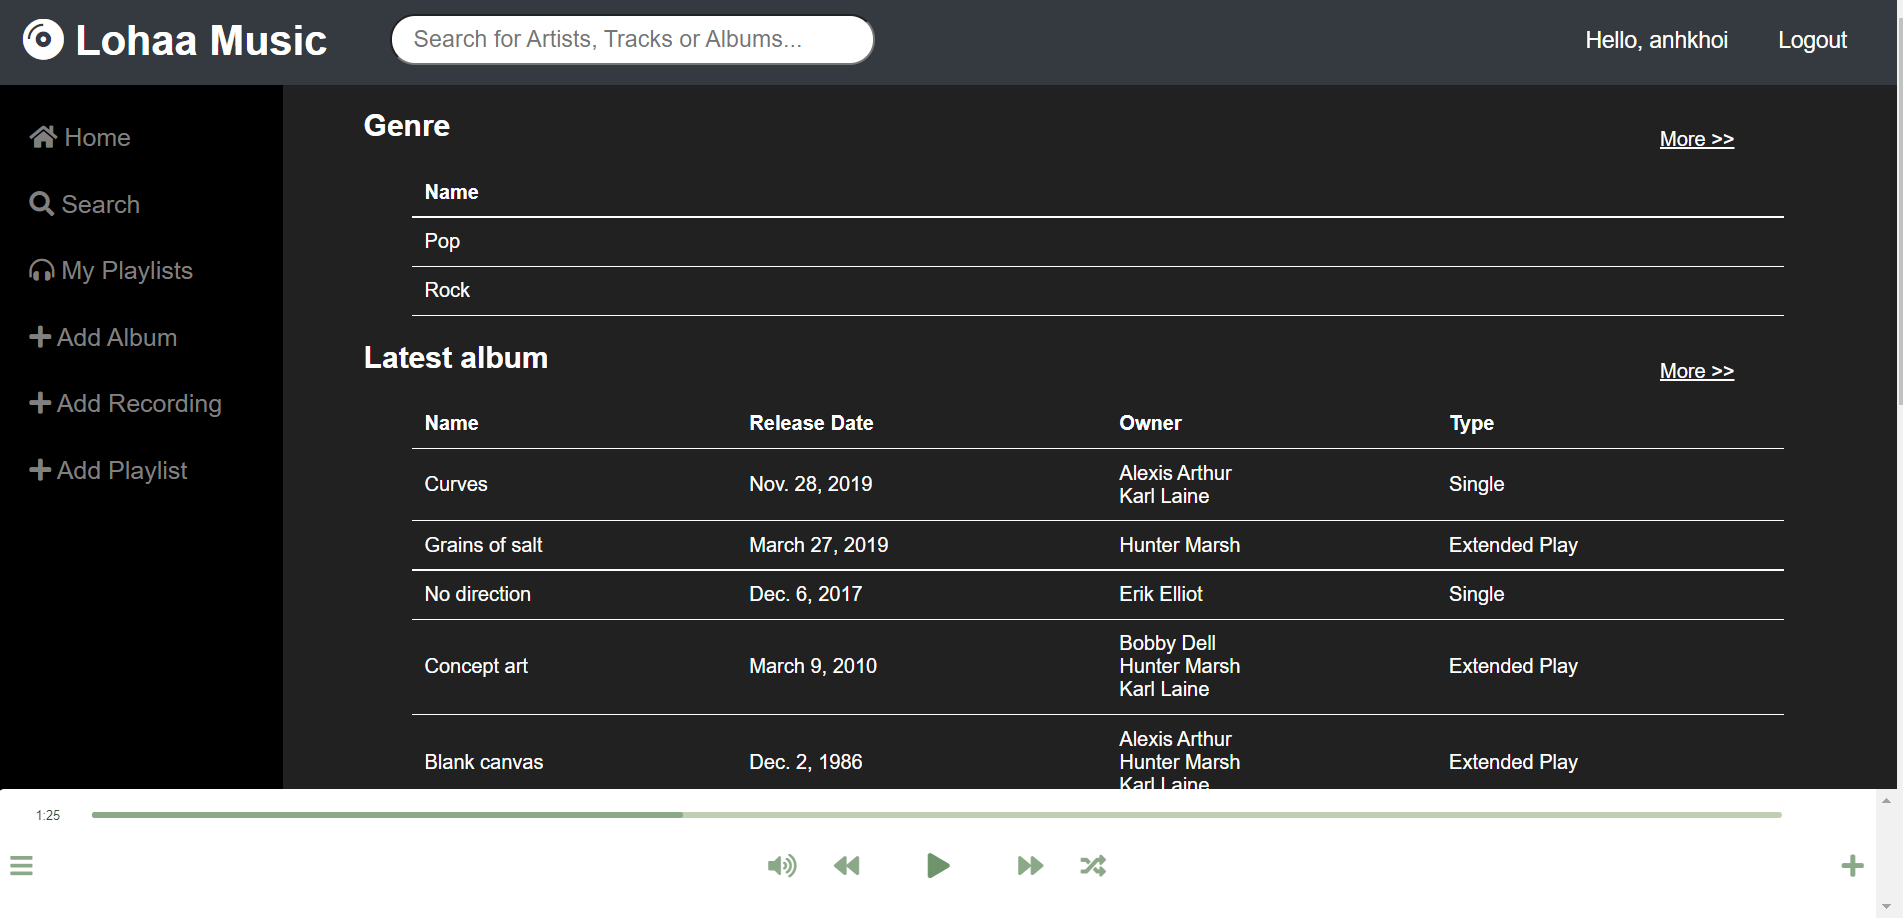 Lohaa Music
Search for Artists, Tracks or Albums...
Hello, anhkhoi
Logout
Home
Search
My Playlists
Add Album
Add Recording
Add Playlist
Genre
More >>
Name
Pop
Rock
Latest album
More >>
Name Release Date Owner Type
Curves Nov. 28, 2019 Alexis Arthur Single
Karl Laine
Grains of salt March 27, 2019 Hunter Marsh Extended Play
No direction Dec. 6, 2017 Erik Elliot Single
Bobby Dell
Concept art March 9, 2010 Hunter Marsh Extended Play
Karl Laine
Alexis Arthur
Blank canvas Dec. 2, 1986 Hunter Marsh Extended Play
Karl Laine
1:25